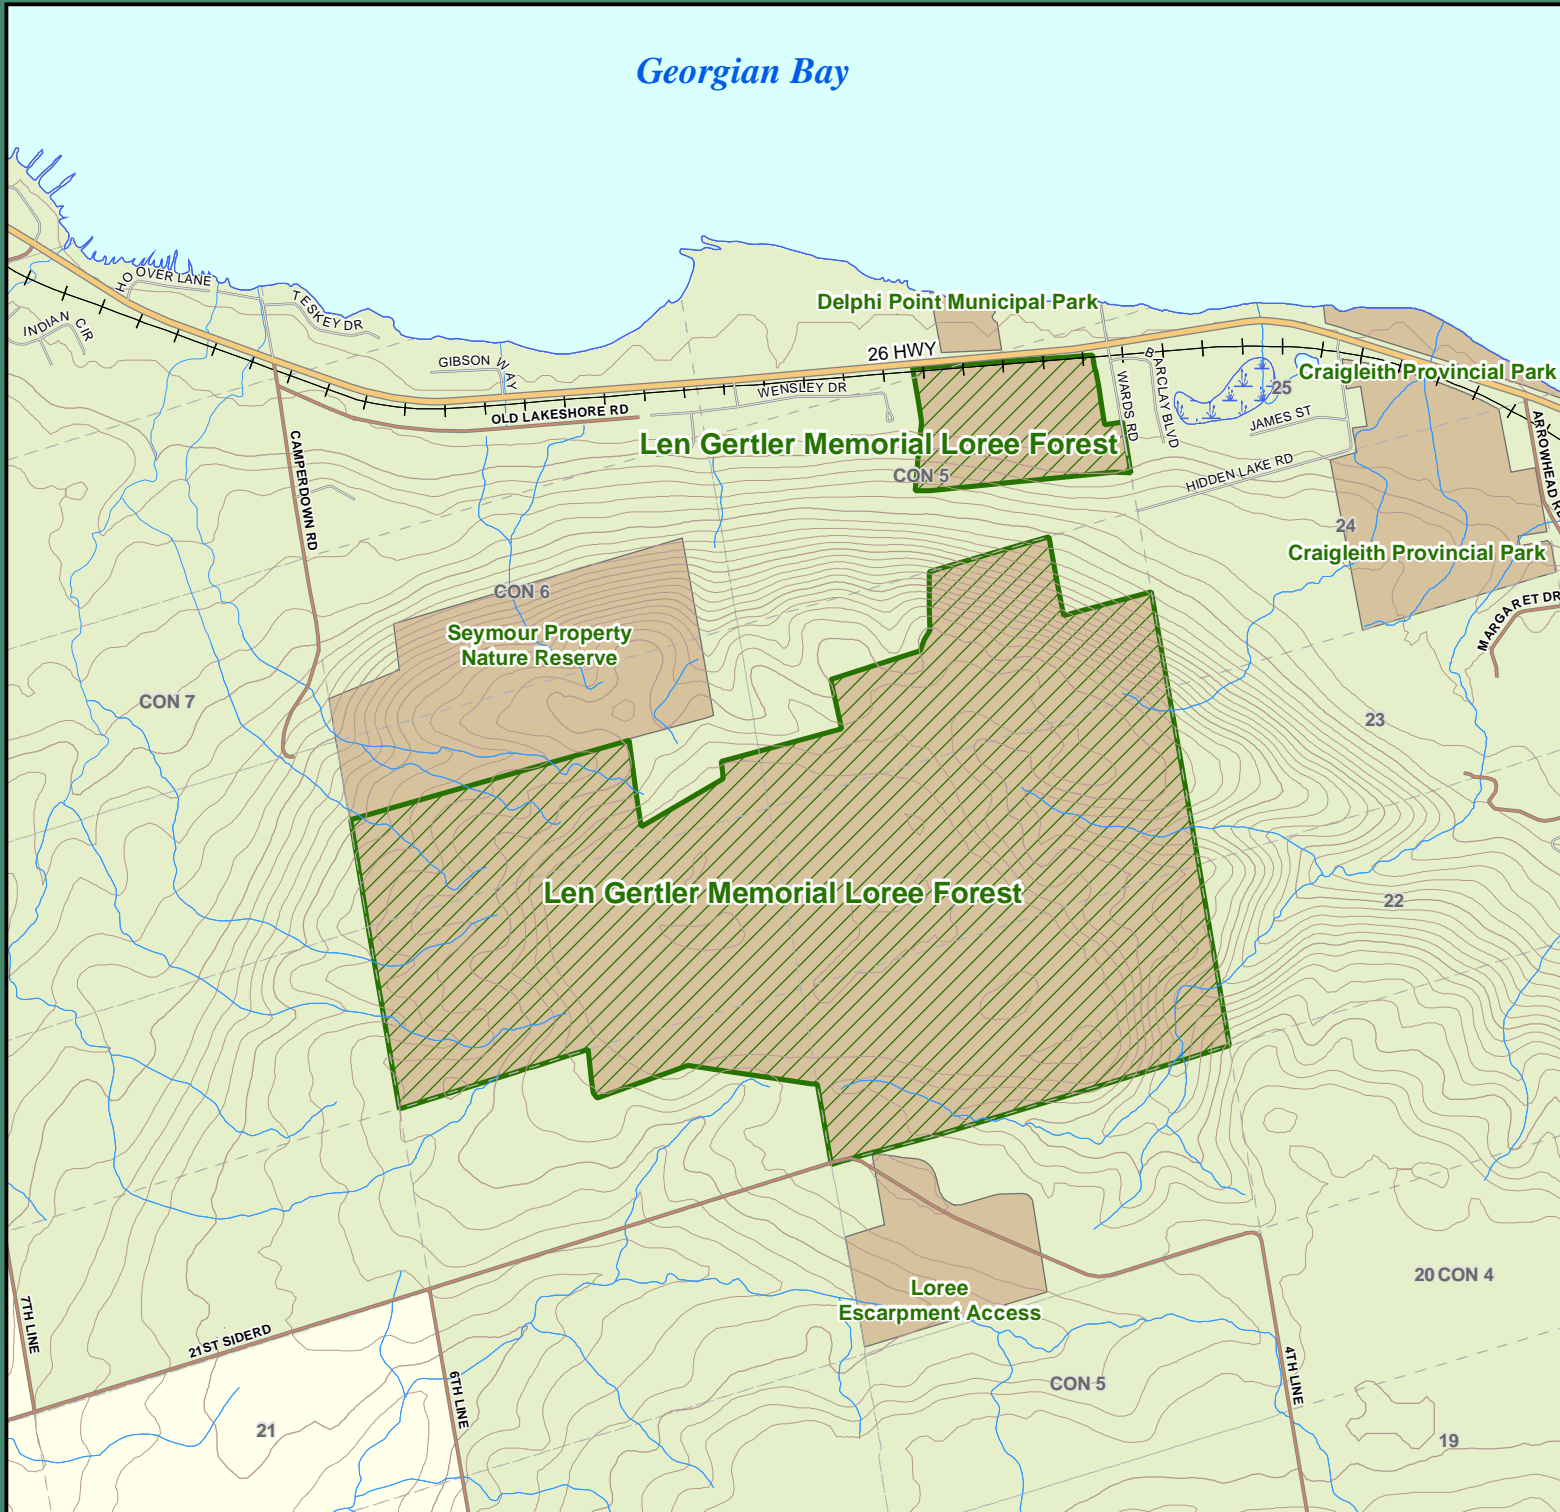 Georgian Bay
HOOVER LANE
TESKEY DR
INDIAN CIR
Delphi Point Municipal Park
26 HWY
GIBSON WAY
WENSLEY DR
OLD LAKESHORE RD
WARDS RD
BARCLAY BLVD
25
Craigleith Provincial Park
JAMES ST
ARROWHEAD RD
CAMPERDOWN RD
Len Gertler Memorial Loree Forest
CON 5
HIDDEN LAKE RD
24
Craigleith Provincial Park
CON 6
Seymour Property
Nature Reserve
MARGARET DR
CON 7
23
Len Gertler Memorial Loree Forest
22
20 CON 4
Loree
Escarpment Access
7TH LINE
21ST SIDERD
6TH LINE
CON 5
4TH LINE
21
19